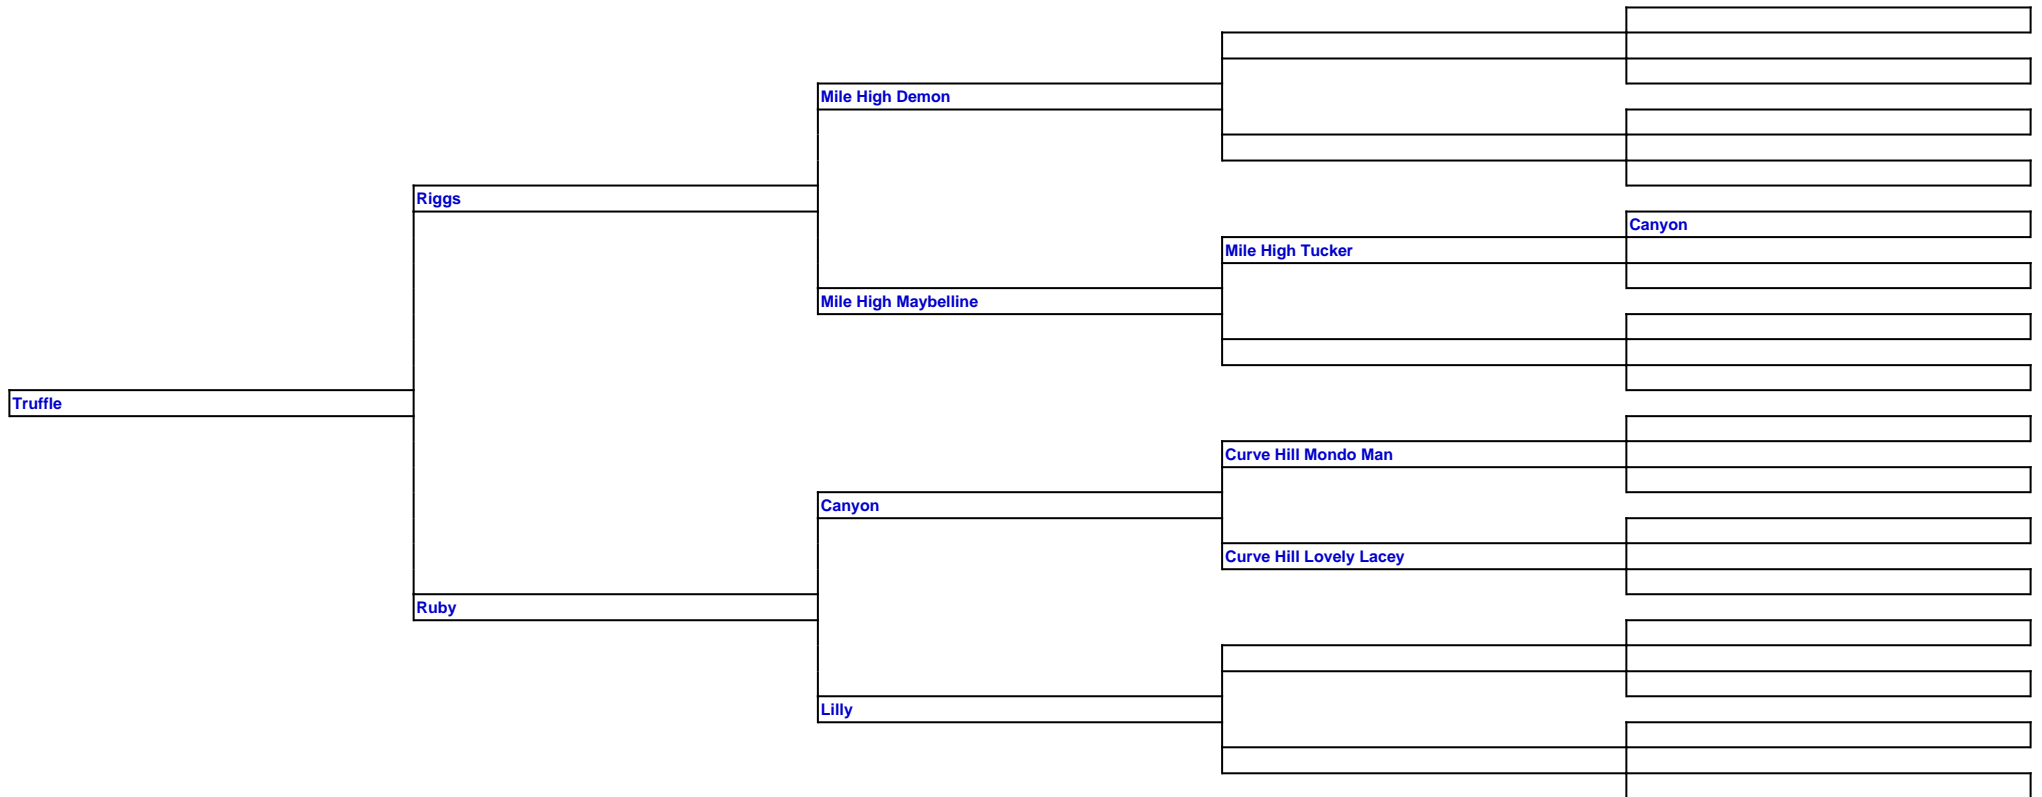 Mile High Demon
Riggs
Canyon
Mile High Tucker
Mile High Maybelline
Truffle
Curve Hill Mondo Man
Canyon
Curve Hill Lovely Lacey
Ruby
Lilly